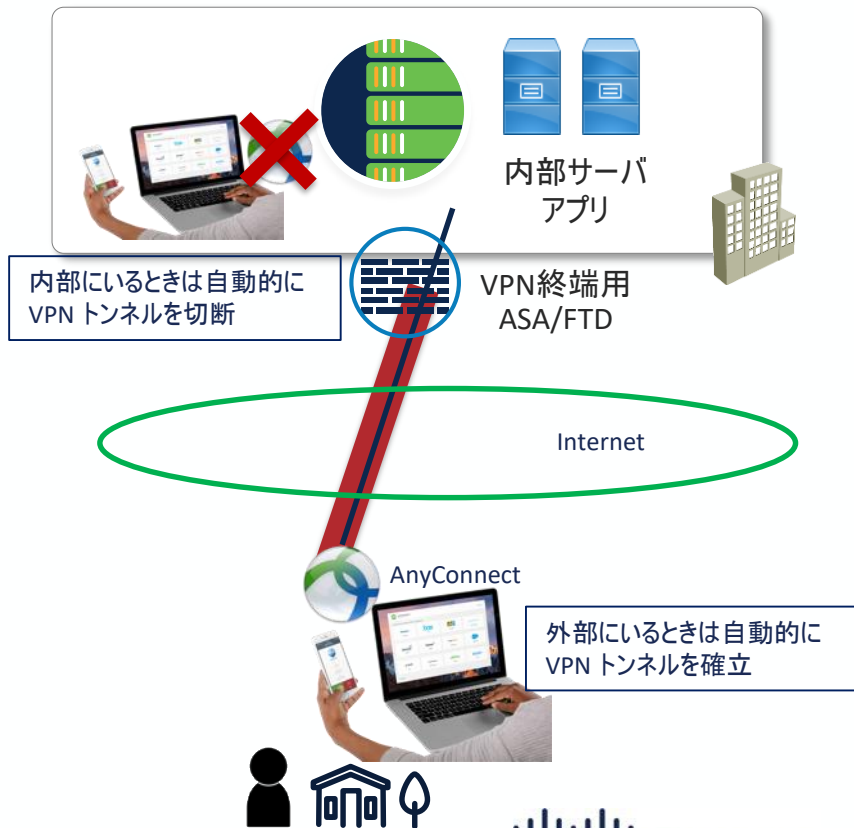 内部サーバ
アプリ
内部にいるときは自動的に
VPN トンネルを切断
VPN終端用
ASA/FTD
Internet
AnyConnect
外部にいるときは自動的に
VPN トンネルを確立